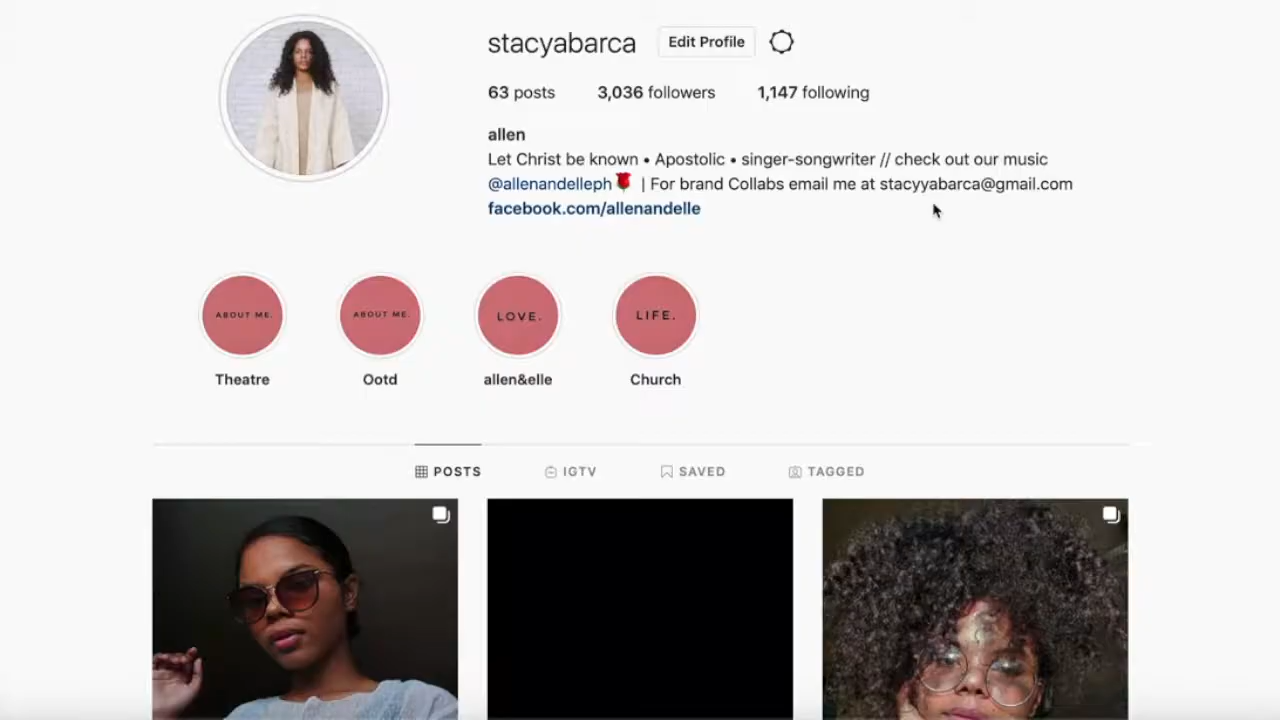 stacyabarca Edit Profile
63 posts 3,036 followers 1,147 following
allen
Let Christ be known • Apostolic • singer-songwriter // check out our music
@allenandelleph🌹 | For brand Collabs email me at stacyyabarca@gmail.com
facebook.com/allenandelle
ABOUT ME. ABOUT ME. LOVE. LIFE.
Theatre Ootd allen&elle Church
POSTS IGTV SAVED TAGGED